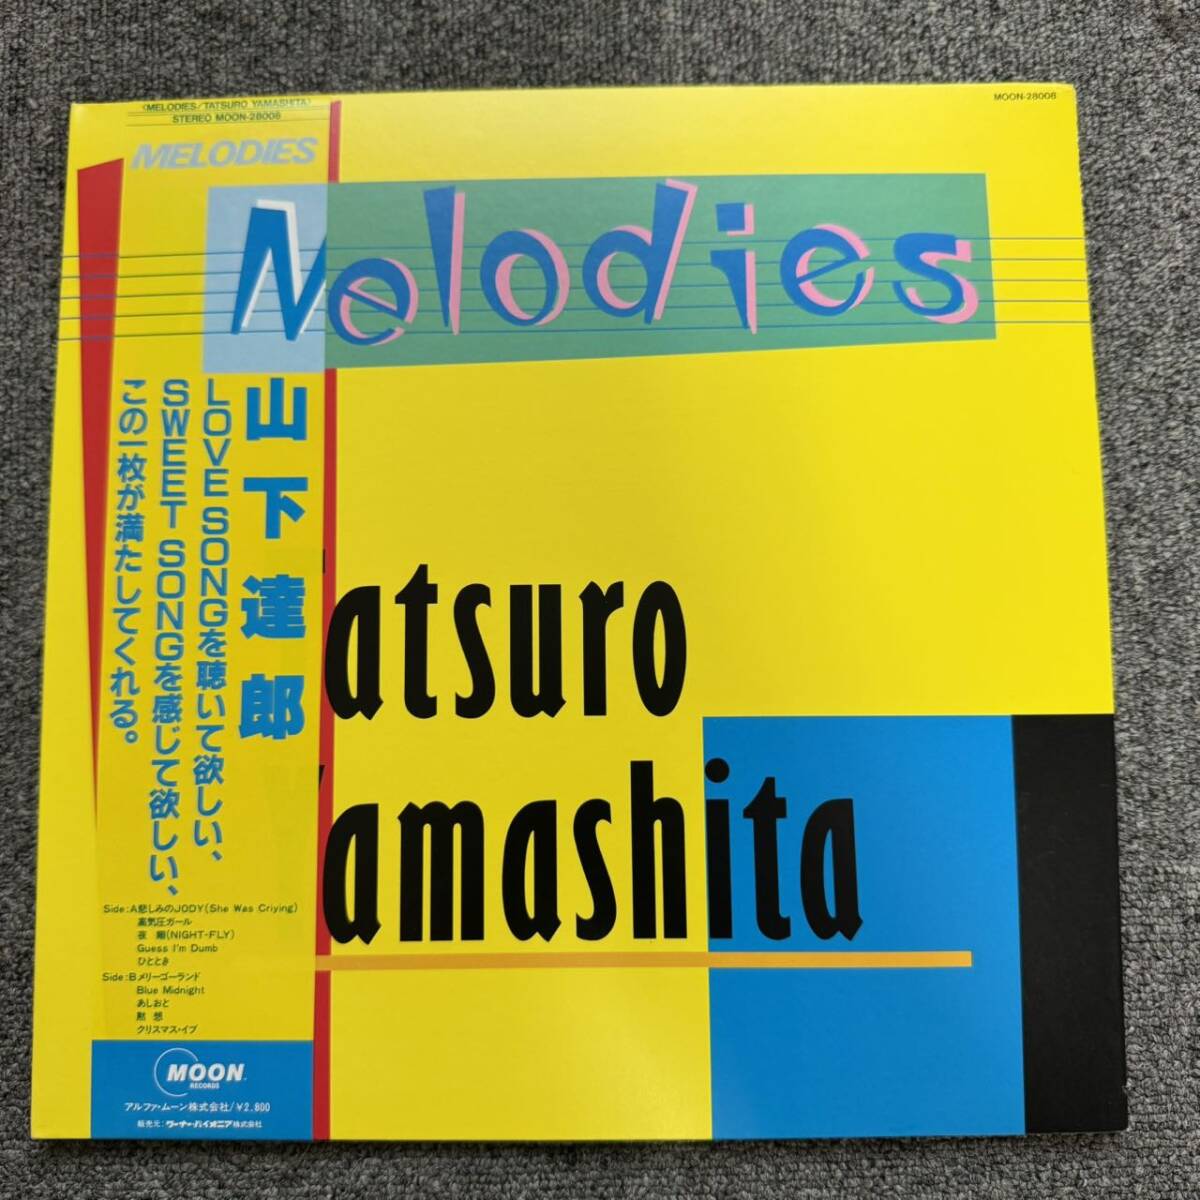 〈MELODIES/TATSURO YAMASHITA〉
STEREO MOON-28008
MOON-28008
MELODIES
Melodies
山下達郎
LOVE SONGを聴いて欲しい、
SWEET SONGを感じて欲しい、
この一枚が満たしてくれる。
Tatsuro
Yamashita
Side:A悲しみのJODY(She Was Criying)
高気圧ガール
夜翔(NIGHT-FLY)
Guess I'm Dumb
ひととき
Side:Bメリーゴーランド
Blue Midnight
あしおと
黙想
クリスマス・イブ
MOON
RECORDS
アルファ・ムーン株式会社/¥2,800
販売元:ワーナー・パイオニア株式会社